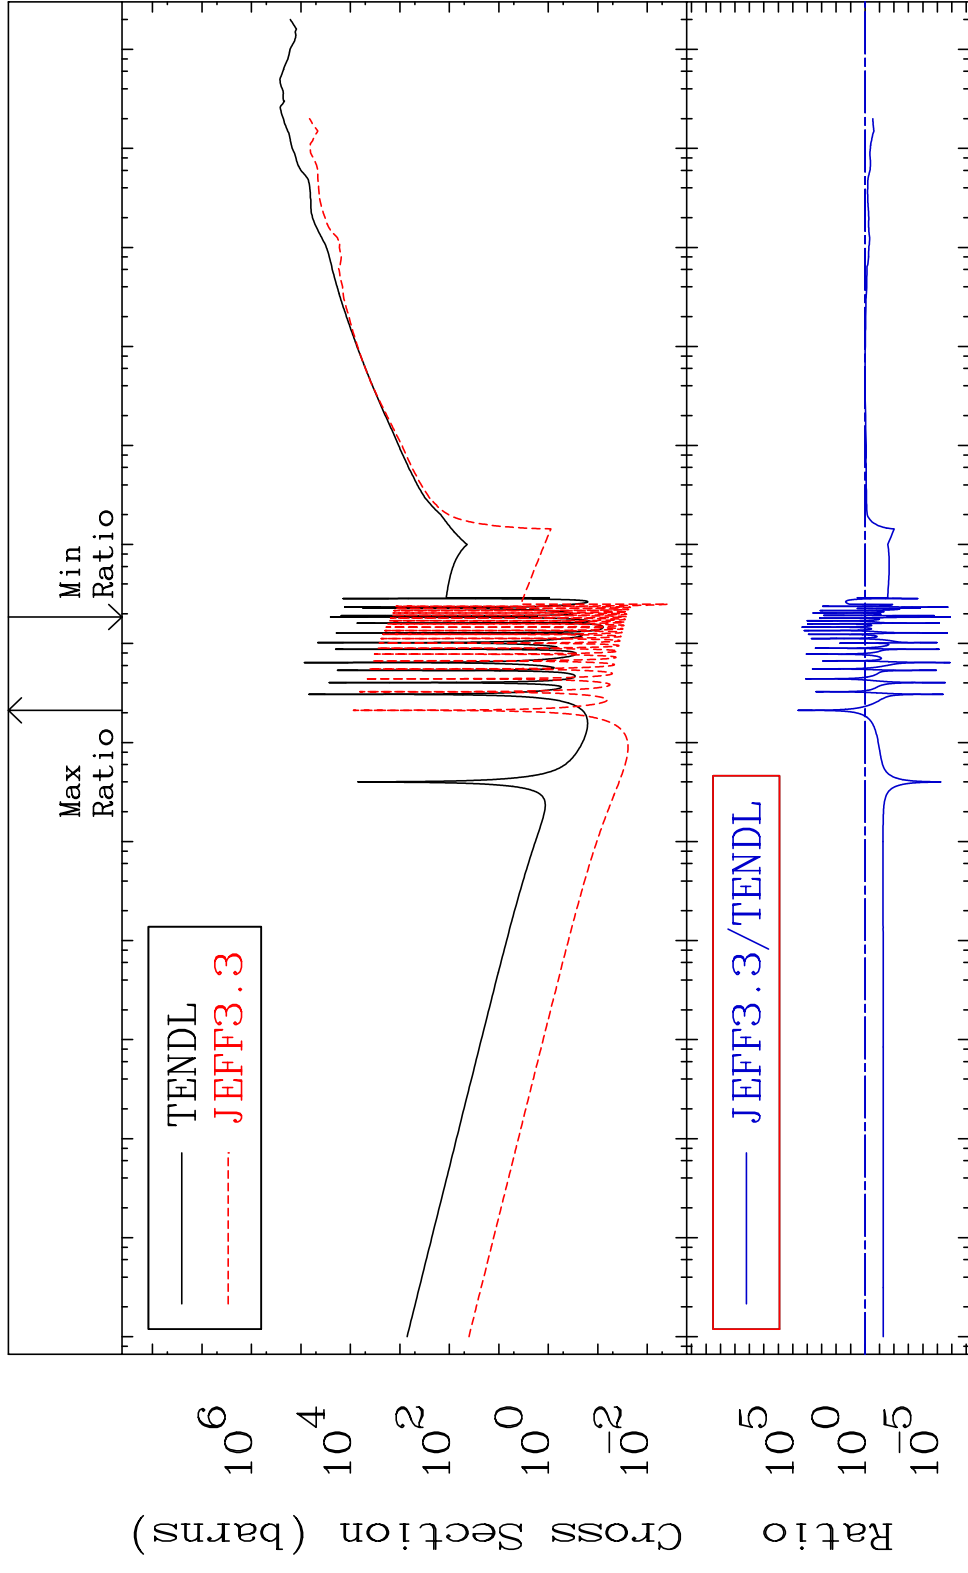 Max
Ratio
Min
Ratio
TENDL
JEFF3.3
10^6
10^4
10^2
10^0
10^-2
Cross Section (barns)
JEFF3.3/TENDL
10^5
10^0
10^-5
Ratio